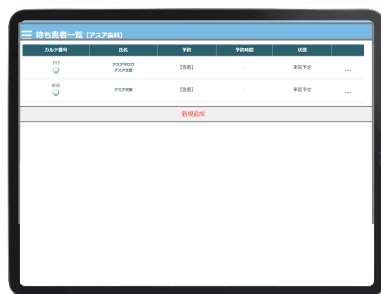 待ち患者一覧 [アスア歯科]
カルテ番号 氏名 予約 予約時間 状態
717 アスアタロウ アスア太郎 [急患] - 来院予定 ...
810 アスア次郎 [急患] - 来院予定 ...
新規追加